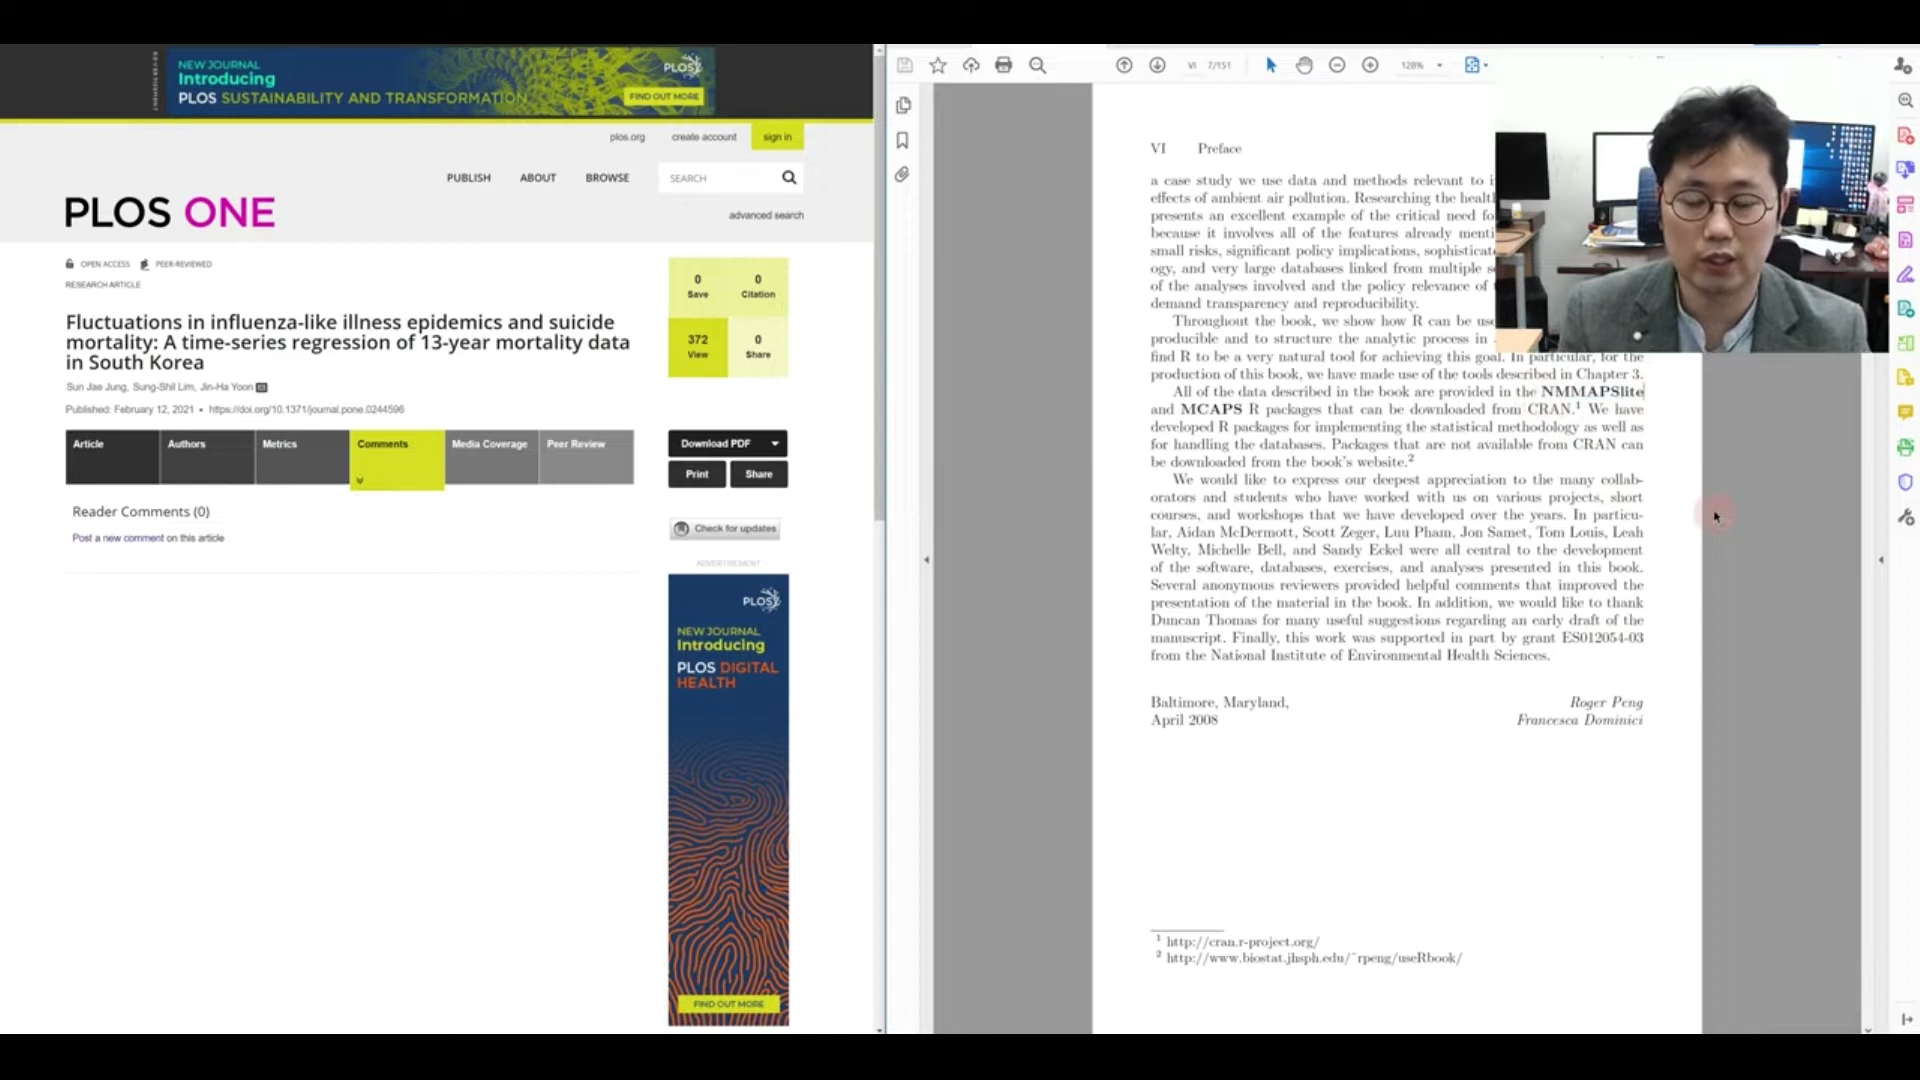 ADVERTISEMENT
NEW JOURNAL
Introducing
PLOS SUSTAINABILITY AND TRANSFORMATION
PLOS
FIND OUT MORE
plos.org
create account
sign in
PUBLISH
ABOUT
BROWSE
SEARCH
PLOS ONE
advanced search
OPEN ACCESS
PEER-REVIEWED
RESEARCH ARTICLE
Fluctuations in influenza-like illness epidemics and suicide
mortality: A time-series regression of 13-year mortality data
in South Korea
Sun Jae Jung, Sung-Shil Lim, Jin-Ha Yoon
Published: February 12, 2021 • https://doi.org/10.1371/journal.pone.0244596
0
Save
0
Citation
372
View
0
Share
Article
Authors
Metrics
Comments
Media Coverage
Peer Review
Download PDF
Print
Share
Reader Comments (0)
Post a new comment on this article
Check for updates
ADVERTISEMENT
PLOS
NEW JOURNAL
Introducing
PLOS DIGITAL
HEALTH
FIND OUT MORE
VI 7/151
128%
VI Preface
a case study we use data and methods relevant to i
effects of ambient air pollution. Researching the healt
presents an excellent example of the critical need fo
because it involves all of the features already menti
small risks, significant policy implications, sophisticat
ogy, and very large databases linked from multiple s
of the analyses involved and the policy relevance of
demand transparency and reproducibility.
Throughout the book, we show how R can be use
producible and to structure the analytic process in
find R to be a very natural tool for achieving this goal. In particular, for the
production of this book, we have made use of the tools described in Chapter 3.
All of the data described in the book are provided in the NMMAPSlite
and MCAPS R packages that can be downloaded from CRAN.1 We have
developed R packages for implementing the statistical methodology as well as
for handling the databases. Packages that are not available from CRAN can
be downloaded from the book's website.2
We would like to express our deepest appreciation to the many collab-
orators and students who have worked with us on various projects, short
courses, and workshops that we have developed over the years. In particu-
lar, Aidan McDermott, Scott Zeger, Luu Pham, Jon Samet, Tom Louis, Leah
Welty, Michelle Bell, and Sandy Eckel were all central to the development
of the software, databases, exercises, and analyses presented in this book.
Several anonymous reviewers provided helpful comments that improved the
presentation of the material in the book. In addition, we would like to thank
Duncan Thomas for many useful suggestions regarding an early draft of the
manuscript. Finally, this work was supported in part by grant ES012054-03
from the National Institute of Environmental Health Sciences.
Baltimore, Maryland,
April 2008
Roger Peng
Francesca Dominici
1 http://cran.r-project.org/
2 http://www.biostat.jhsph.edu/~rpeng/useRbook/